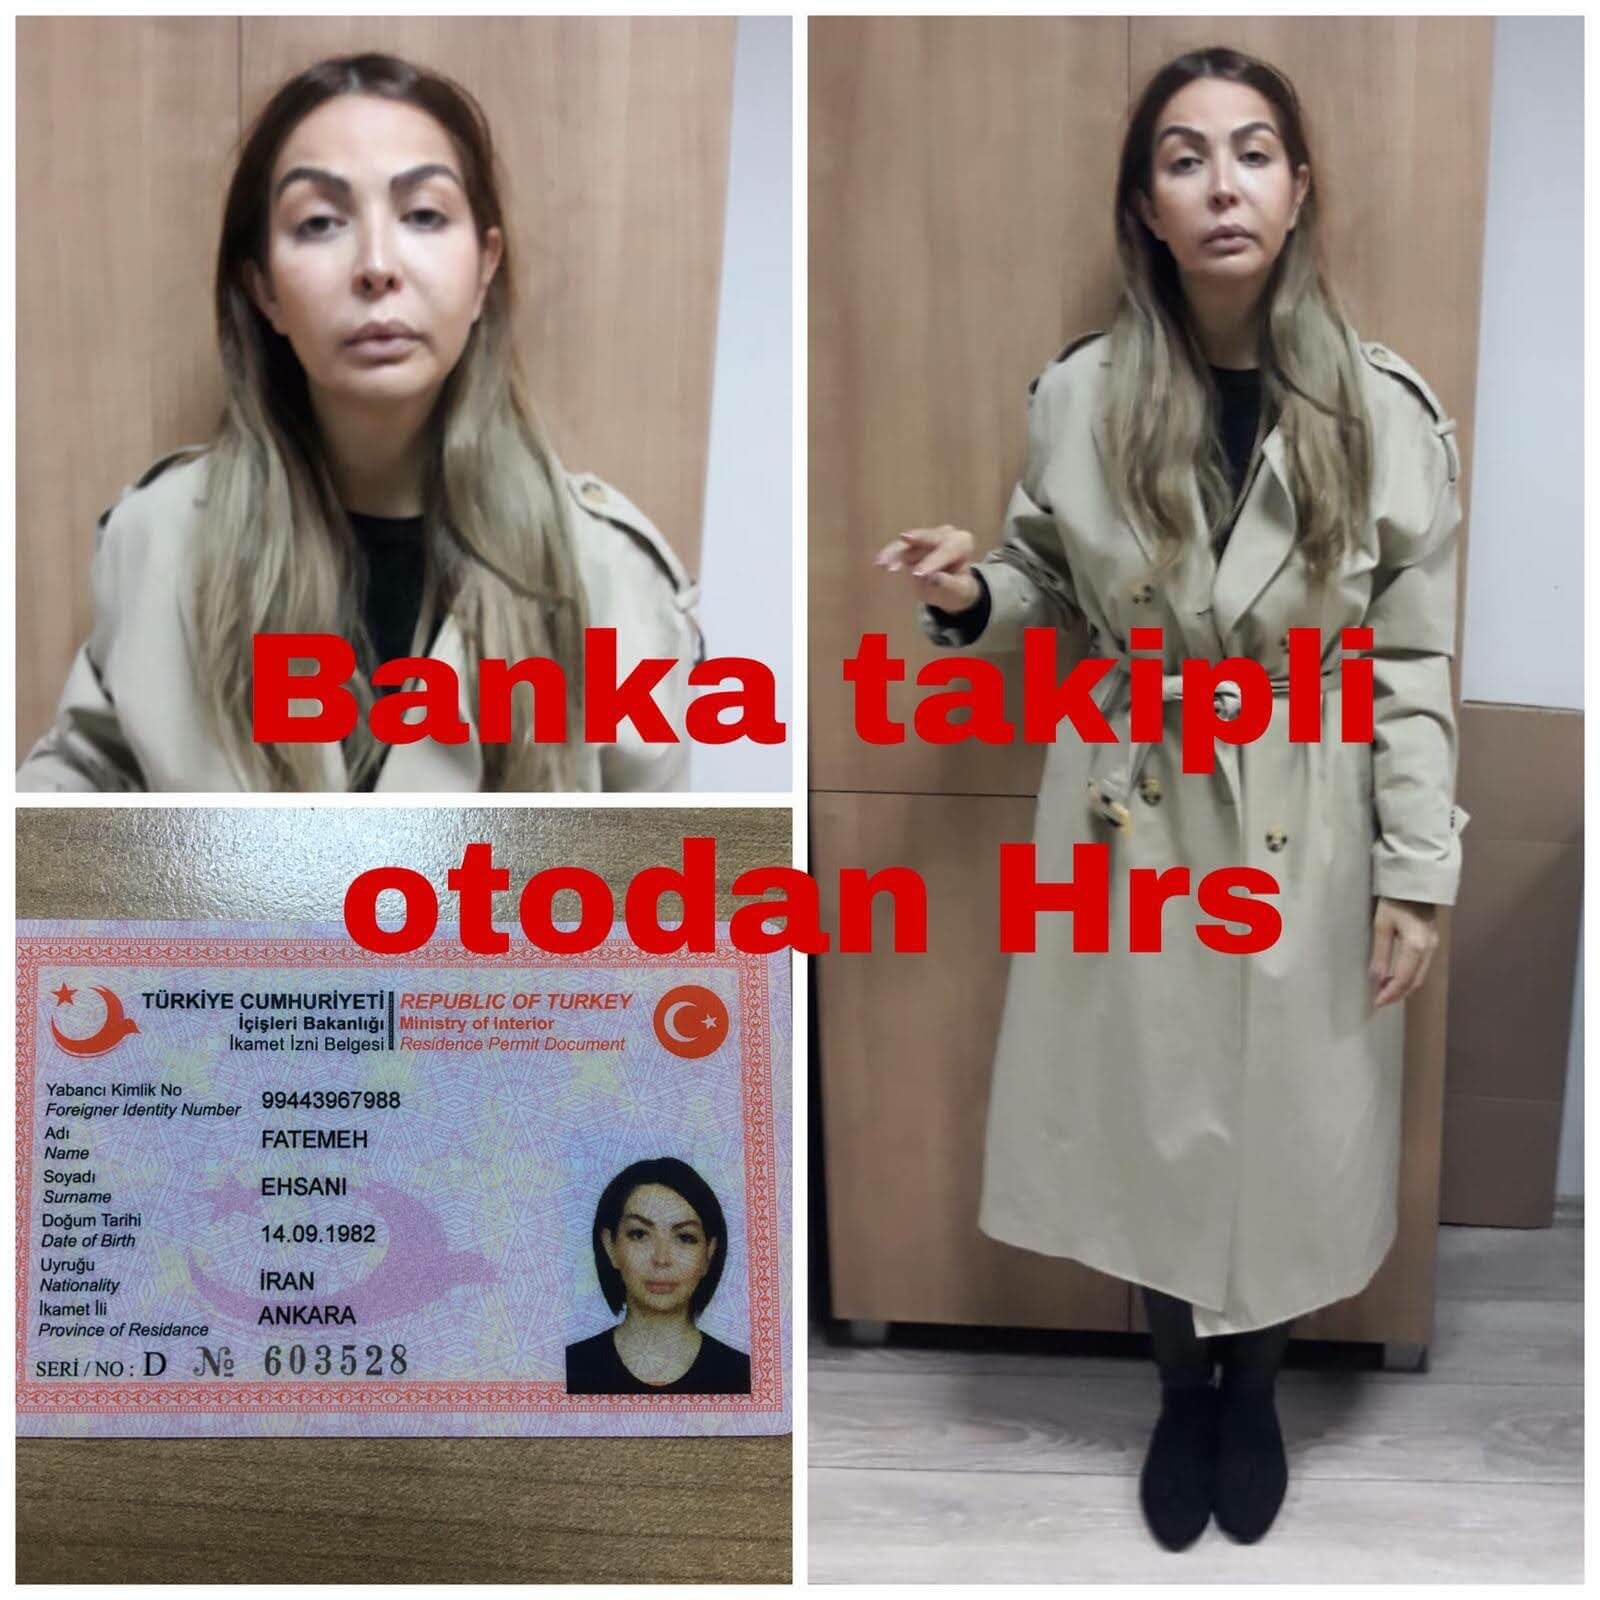 Banka takipli
otodan Hrs
TÜRKİYE CUMHURİYETİ REPUBLIC OF TURKEY
İçişleri Bakanlığı Ministry of Interior
İkamet İzni Belgesi Residence Permit Document
Yabancı Kimlik No
Foreigner Identity Number 99443967988
Adı
Name FATEMEH
Soyadı
Surname EHSANI
Doğum Tarihi
Date of Birth 14.09.1982
Uyruğu
Nationality İRAN
İkamet İli
Province of Residance ANKARA
SERİ / NO : D № 603528